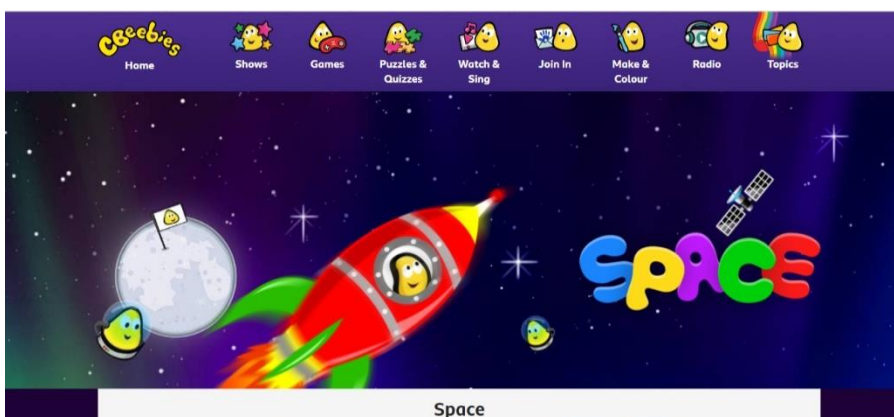 CBeebies
Home
Shows
Games
Puzzles &
Quizzes
Watch &
Sing
Join In
Make &
Colour
Radio
Topics
SPACE
Space